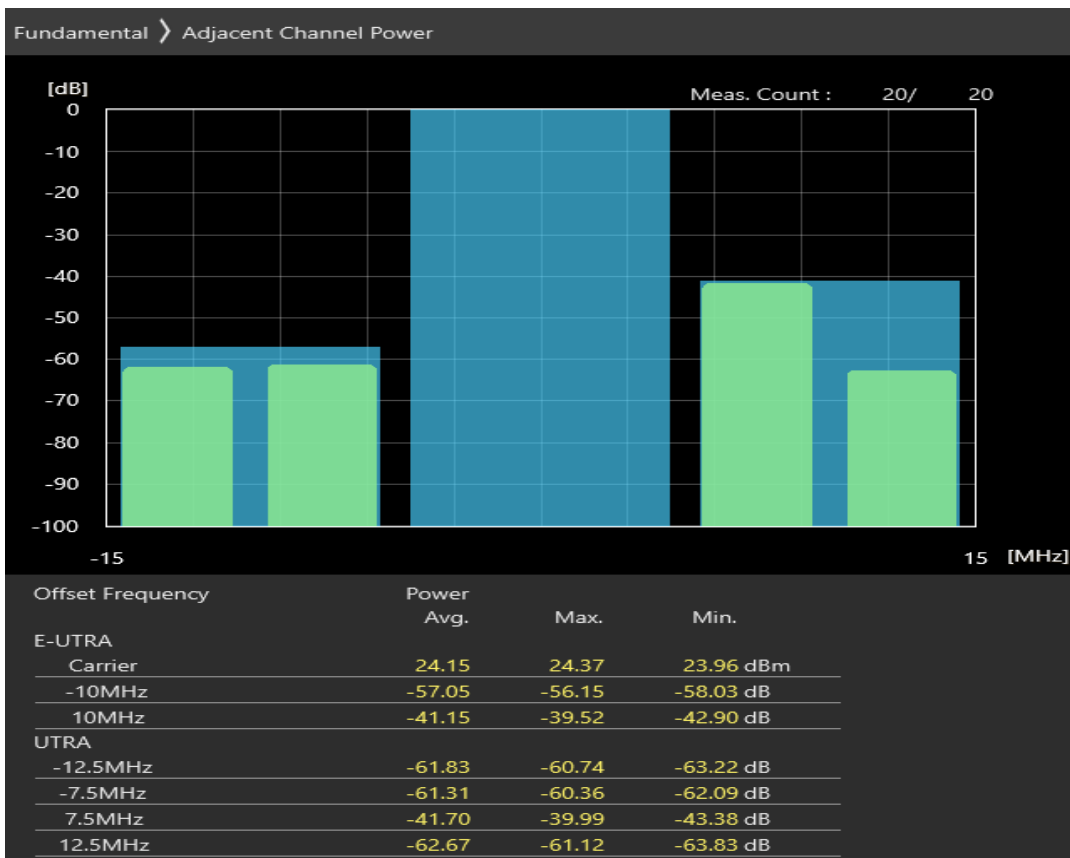 Fundamental ❯ Adjacent Channel Power
[dB]
Meas. Count : 20/ 20
0
-10
-20
-30
-40
-50
-60
-70
-80
-90
-100
-15 15 [MHz]
Offset Frequency Power
Avg. Max. Min.
E-UTRA
Carrier 24.15 24.37 23.96 dBm
-10MHz -57.05 -56.15 -58.03 dB
10MHz -41.15 -39.52 -42.90 dB
UTRA
-12.5MHz -61.83 -60.74 -63.22 dB
-7.5MHz -61.31 -60.36 -62.09 dB
7.5MHz -41.70 -39.99 -43.38 dB
12.5MHz -62.67 -61.12 -63.83 dB